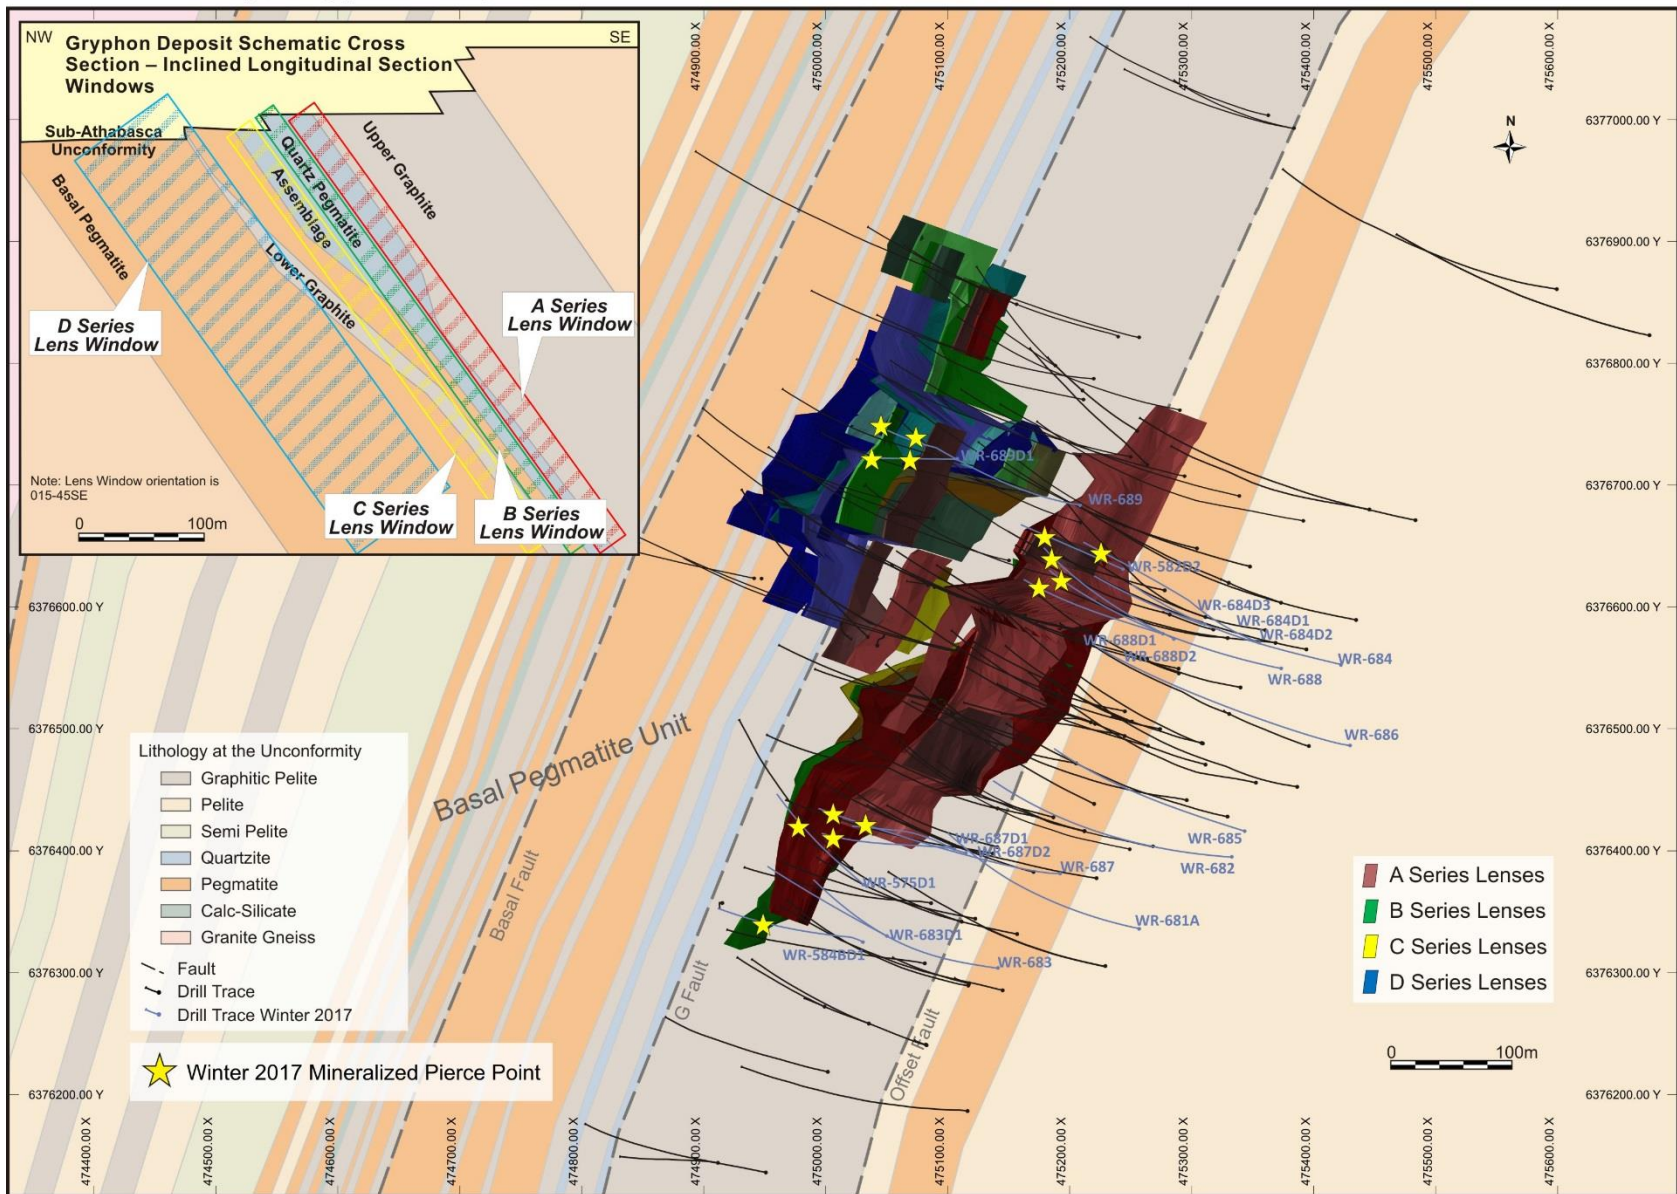 NW
SE
Gryphon Deposit Schematic Cross
Section – Inclined Longitudinal Section
Windows
Sub-Athabasca
Unconformity
Basal Pegmatite
Lower Graphite
Quartz Pegmatite
Assemblage
Upper Graphite
D Series
Lens Window
A Series
Lens Window
C Series
Lens Window
B Series
Lens Window
Note: Lens Window orientation is
015-45SE
0 100m
474900.00 X
475000.00 X
475100.00 X
475200.00 X
475300.00 X
475400.00 X
475500.00 X
475600.00 X
N
6377000.00 Y
6376900.00 Y
6376800.00 Y
6376700.00 Y
6376600.00 Y
6376500.00 Y
6376400.00 Y
6376300.00 Y
6376200.00 Y
6376600.00 Y
6376500.00 Y
6376400.00 Y
6376300.00 Y
6376200.00 Y
WR-689D1
WR-689
WR-582D2
WR-684D3
WR-684D1
WR-684D2
WR-688D1
WR-688D2
WR-684
WR-688
WR-686
WR-685
WR-682
WR-687D1
WR-687D2
WR-687
WR-575D1
WR-681A
WR-683D1
WR-584BD1
WR-683
Basal Pegmatite Unit
Basal Fault
G Fault
Offset Fault
Lithology at the Unconformity
Graphitic Pelite
Pelite
Semi Pelite
Quartzite
Pegmatite
Calc-Silicate
Granite Gneiss
Fault
Drill Trace
Drill Trace Winter 2017
Winter 2017 Mineralized Pierce Point
A Series Lenses
B Series Lenses
C Series Lenses
D Series Lenses
0 100m
474400.00 X
474500.00 X
474600.00 X
474700.00 X
474800.00 X
474900.00 X
475000.00 X
475100.00 X
475200.00 X
475300.00 X
475400.00 X
475500.00 X
475600.00 X